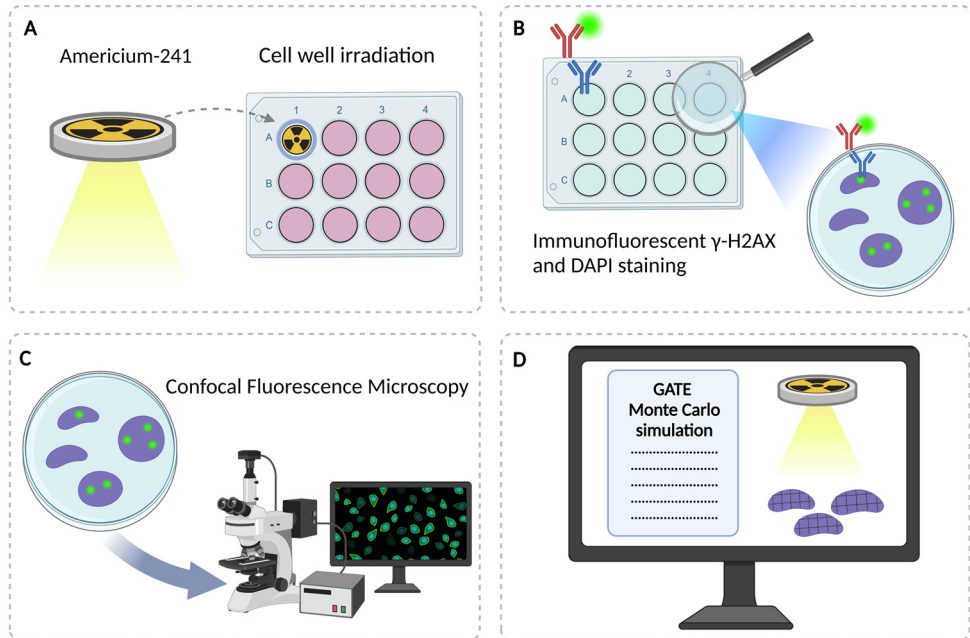 A
Americium-241
Cell well irradiation
1 2 3 4
A
B
C
B
2 3 4
A
B
C
Immunofluorescent γ-H2AX
and DAPI staining
C
Confocal Fluorescence Microscopy
D
GATE
Monte Carlo
simulation